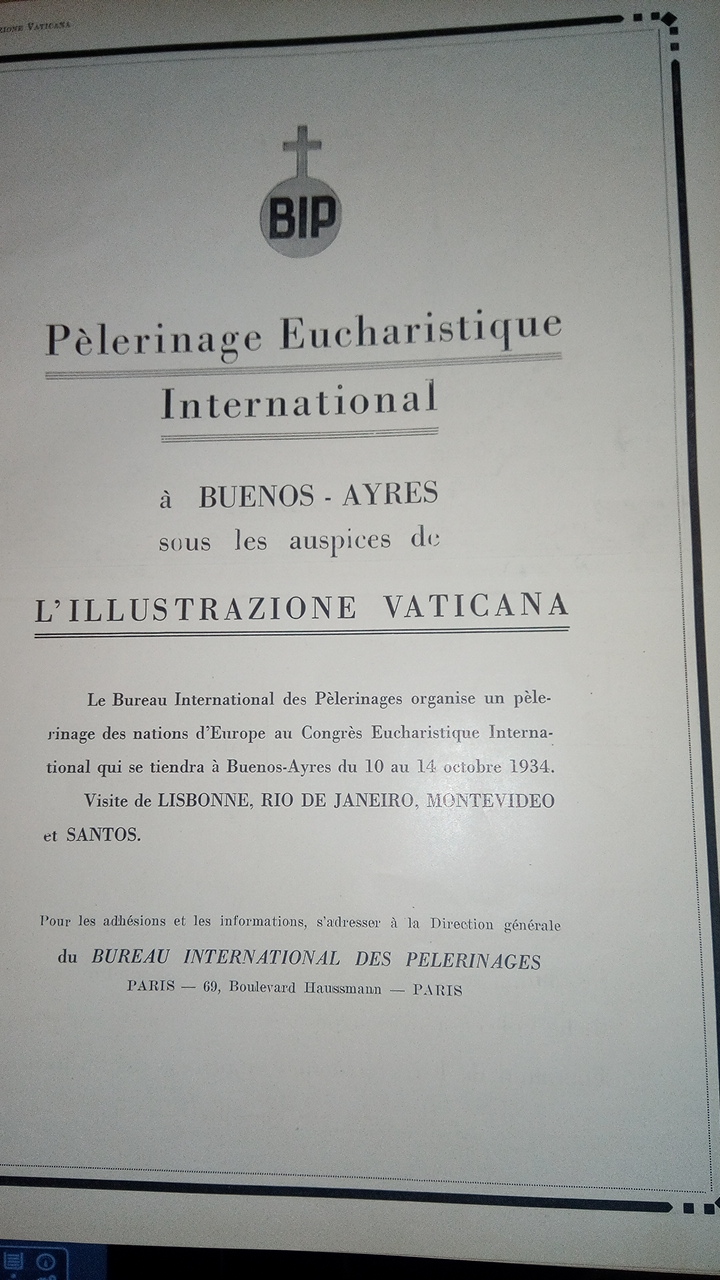 ZIONE VATICANA
BIP
Pèlerinage Eucharistique
International
à BUENOS - AYRES
sous les auspices de
L'ILLUSTRAZIONE VATICANA
Le Bureau International des Pèlerinages organise un pèle-
rinage des nations d'Europe au Congrès Eucharistique Interna-
tional qui se tiendra à Buenos-Ayres du 10 au 14 octobre 1934.
Visite de LISBONNE, RIO DE JANEIRO, MONTEVIDEO
et SANTOS.
Pour les adhésions et les informations, s'adresser à la Direction générale
du BUREAU INTERNATIONAL DES PELERINAGES
PARIS — 69, Boulevard Haussmann — PARIS